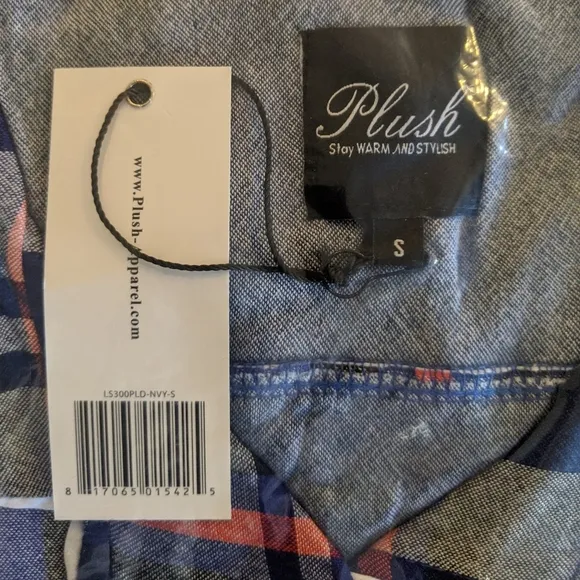 Plush
Stay WARM AND STYLISH
S
www.Plush-Apparel.com
LS300PLD-NVY-S
8 17065 01542 5